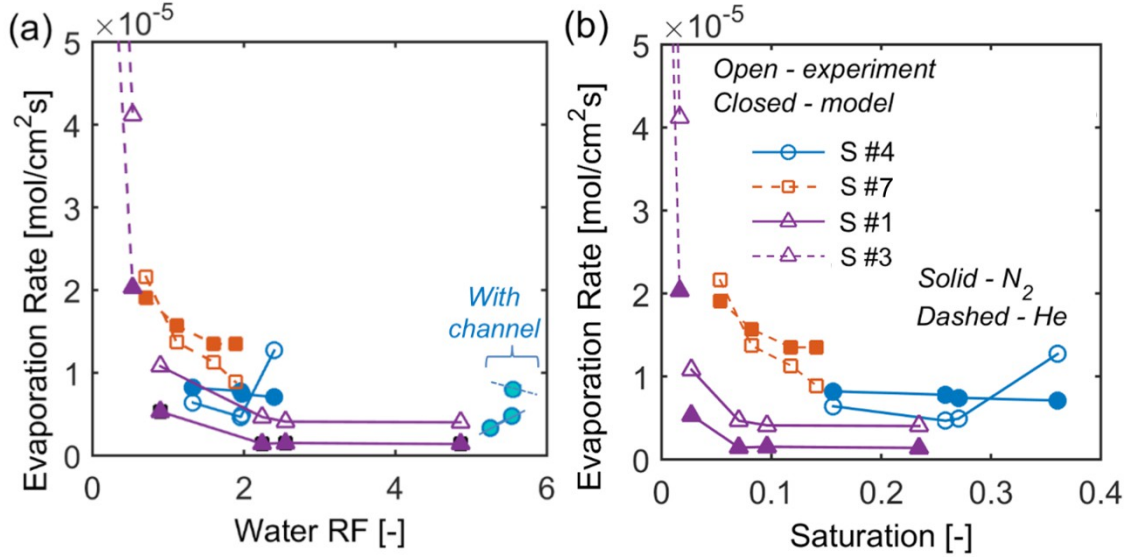 (a)
×10⁻⁵
5
4
3
2
1
0
Evaporation Rate [mol/cm²s]
0 2 4 6
Water RF [-]
With
channel
(b)
×10⁻⁵
5
4
3
2
1
0
Evaporation Rate [mol/cm²s]
0 0.1 0.2 0.3 0.4
Saturation [-]
Open - experiment
Closed - model
S #4
S #7
S #1
S #3
Solid - N₂
Dashed - He